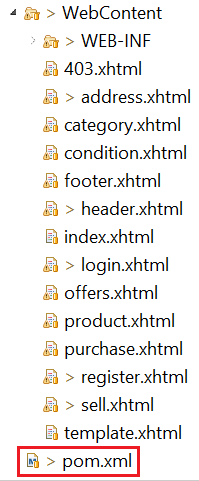 > WebContent
> WEB-INF
403.xhtml
> address.xhtml
category.xhtml
condition.xhtml
footer.xhtml
> header.xhtml
index.xhtml
> login.xhtml
offers.xhtml
product.xhtml
purchase.xhtml
> register.xhtml
> sell.xhtml
template.xhtml
> pom.xml